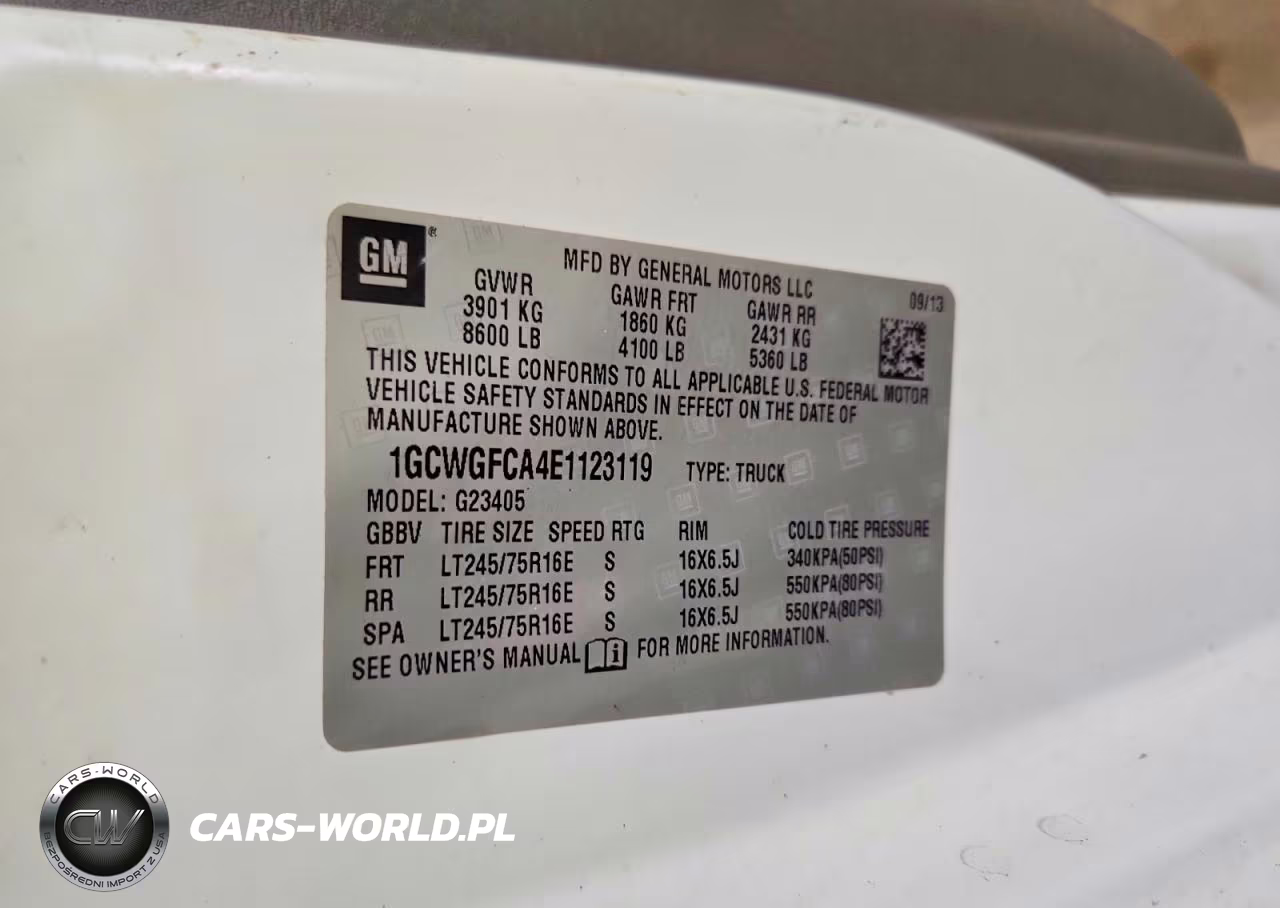 GM®
MFD BY GENERAL MOTORS LLC
09/13
GVWR GAWR FRT GAWR RR
3901 KG 1860 KG 2431 KG
8600 LB 4100 LB 5360 LB
THIS VEHICLE CONFORMS TO ALL APPLICABLE U.S. FEDERAL MOTOR
VEHICLE SAFETY STANDARDS IN EFFECT ON THE DATE OF
MANUFACTURE SHOWN ABOVE.
1GCWGFCA4E1123119 TYPE: TRUCK
MODEL: G23405
GBBV TIRE SIZE SPEED RTG RIM COLD TIRE PRESSURE
FRT LT245/75R16E S 16X6.5J 340KPA(50PSI)
RR LT245/75R16E S 16X6.5J 550KPA(80PSI)
SPA LT245/75R16E S 16X6.5J 550KPA(80PSI)
SEE OWNER'S MANUAL i FOR MORE INFORMATION.
CARS-WORLD
CW
BEZPOŚREDNI IMPORT Z USA
CARS-WORLD.PL